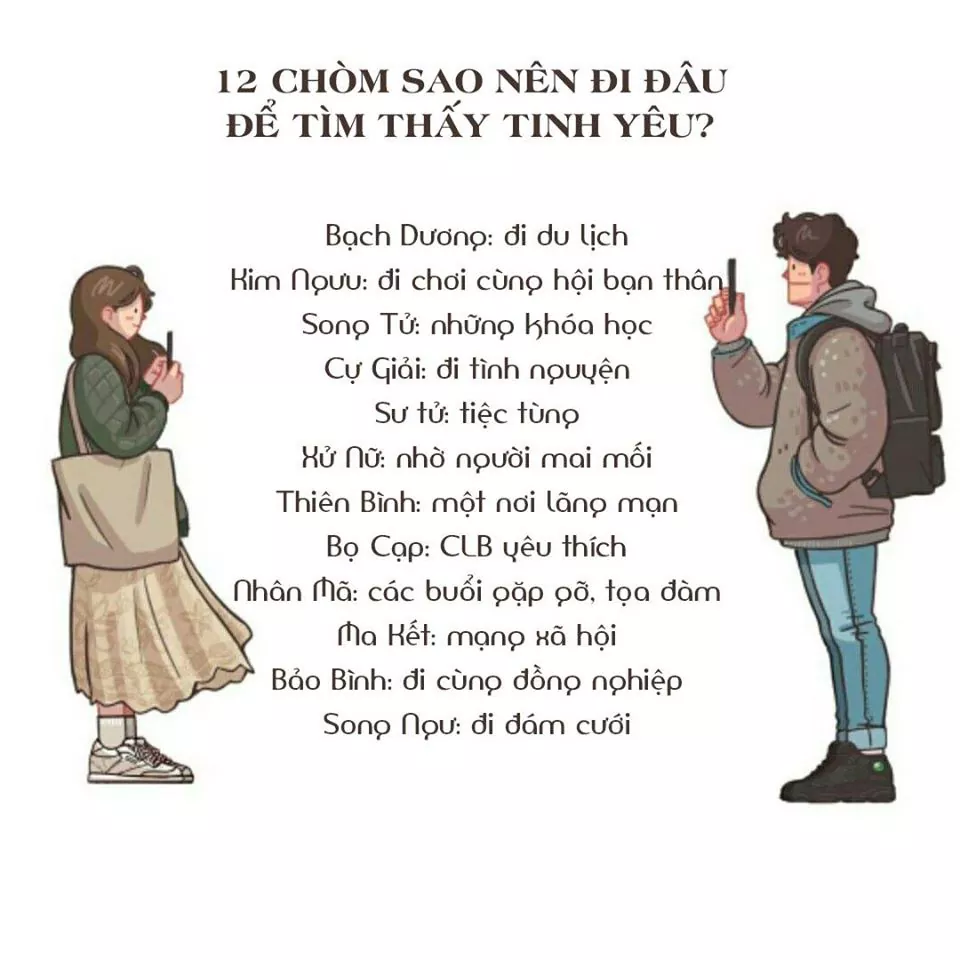 12 CHÒM SAO NÊN ĐI ĐÂU
ĐỂ TÌM THẤY TINH YÊU?
Bạch Dương: đi du lịch
Kim Ngưu: đi chơi cùng hội bạn thân
Song Tử: những khóa học
Cự Giải: đi tình nguyện
Sư tử: tiệc tùng
Xử Nữ: nhờ người mai mối
Thiên Bình: một nơi lãng mạn
Bọ Cạp: CLB yêu thích
Nhân Mã: các buổi gặp gỡ, tọa đàm
Ma Kết: mạng xã hội
Bảo Bình: đi cùng đồng nghiệp
Song Ngư: đi đám cưới